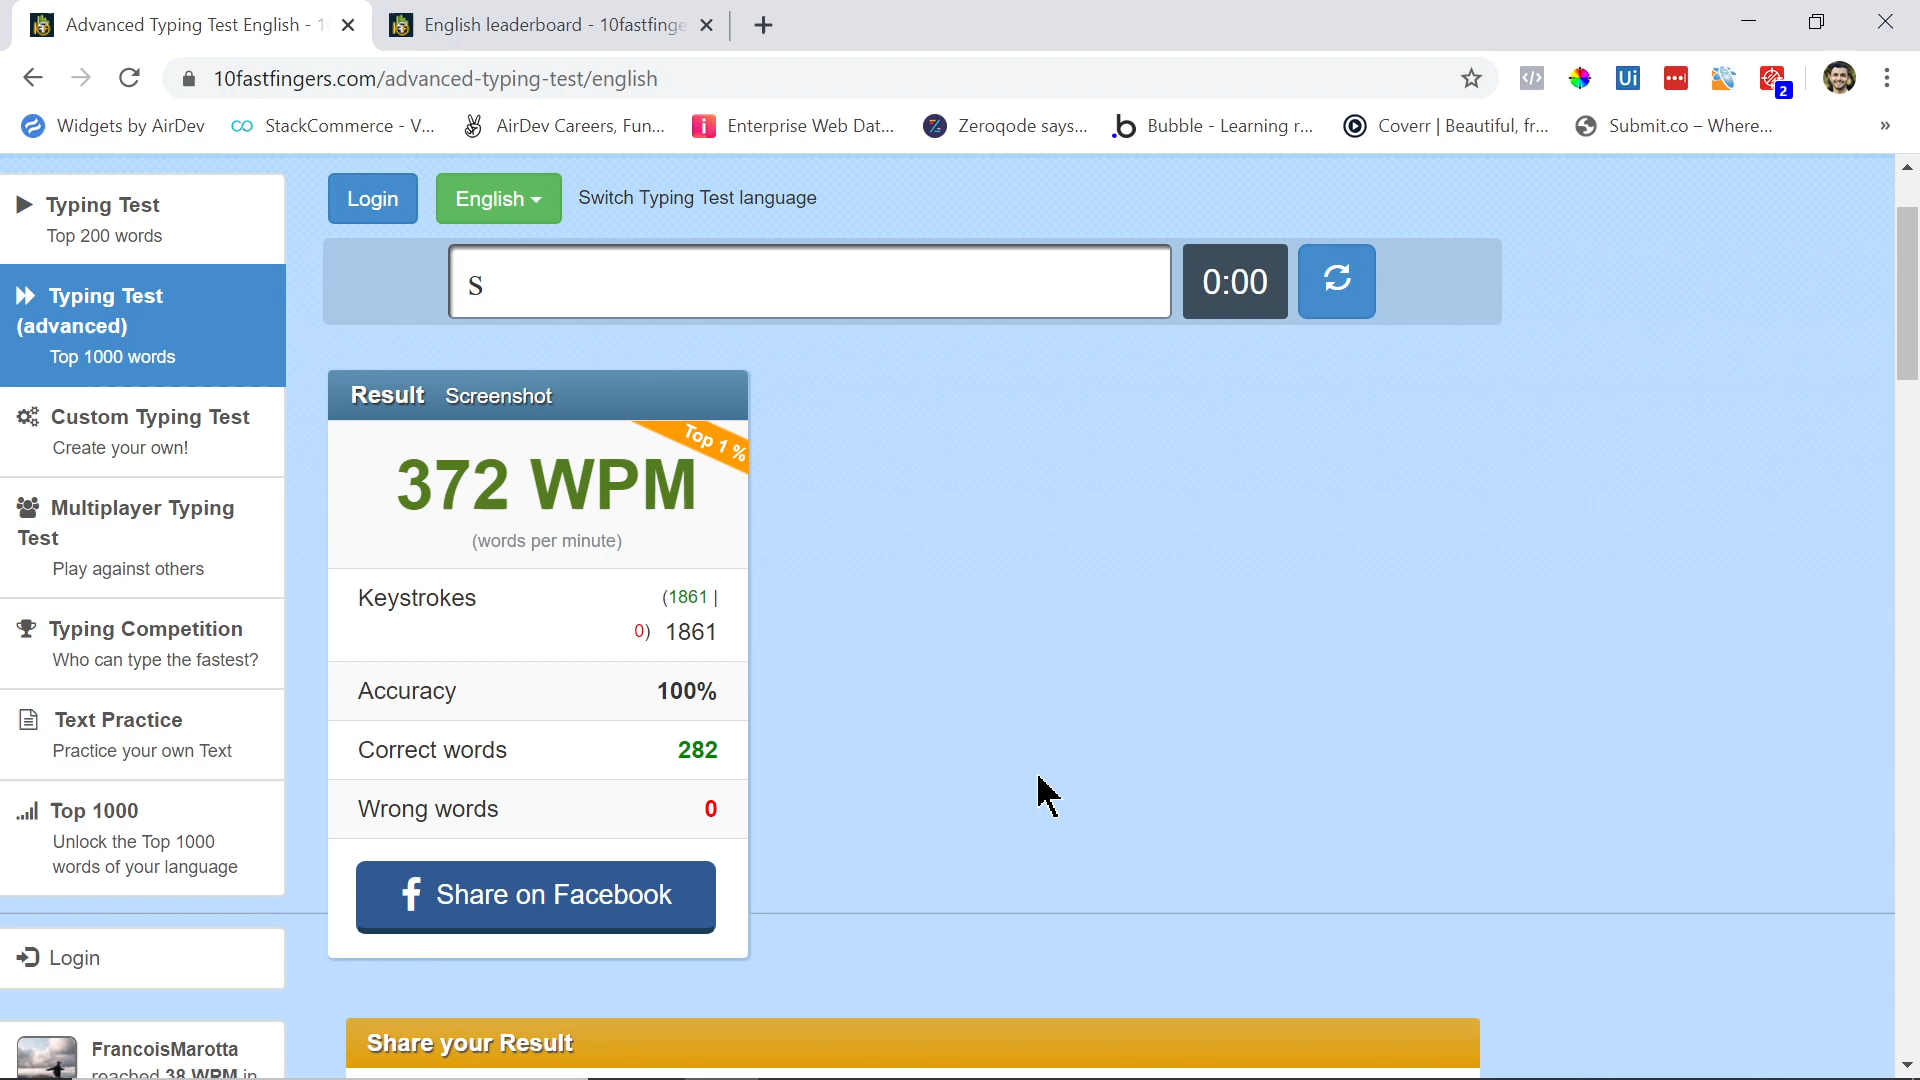 Advanced Typing Test English - 1
English leaderboard - 10fastfinge
10fastfingers.com/advanced-typing-test/english
Ui
2
Widgets by AirDev
StackCommerce - V...
AirDev Careers, Fun...
Enterprise Web Dat...
Zeroqode says...
Bubble - Learning r...
Coverr | Beautiful, fr...
Submit.co – Where...
»
Typing Test
Top 200 words
Typing Test
(advanced)
Top 1000 words
Custom Typing Test
Create your own!
Multiplayer Typing
Test
Play against others
Typing Competition
Who can type the fastest?
Text Practice
Practice your own Text
Top 1000
Unlock the Top 1000
words of your language
Login
FrancoisMarotta
reached 38 WPM in
Login
English
Switch Typing Test language
s
0:00
Result Screenshot
Top 1 %
372 WPM
(words per minute)
Keystrokes (1861 |
0) 1861
Accuracy 100%
Correct words 282
Wrong words 0
Share on Facebook
Share your Result